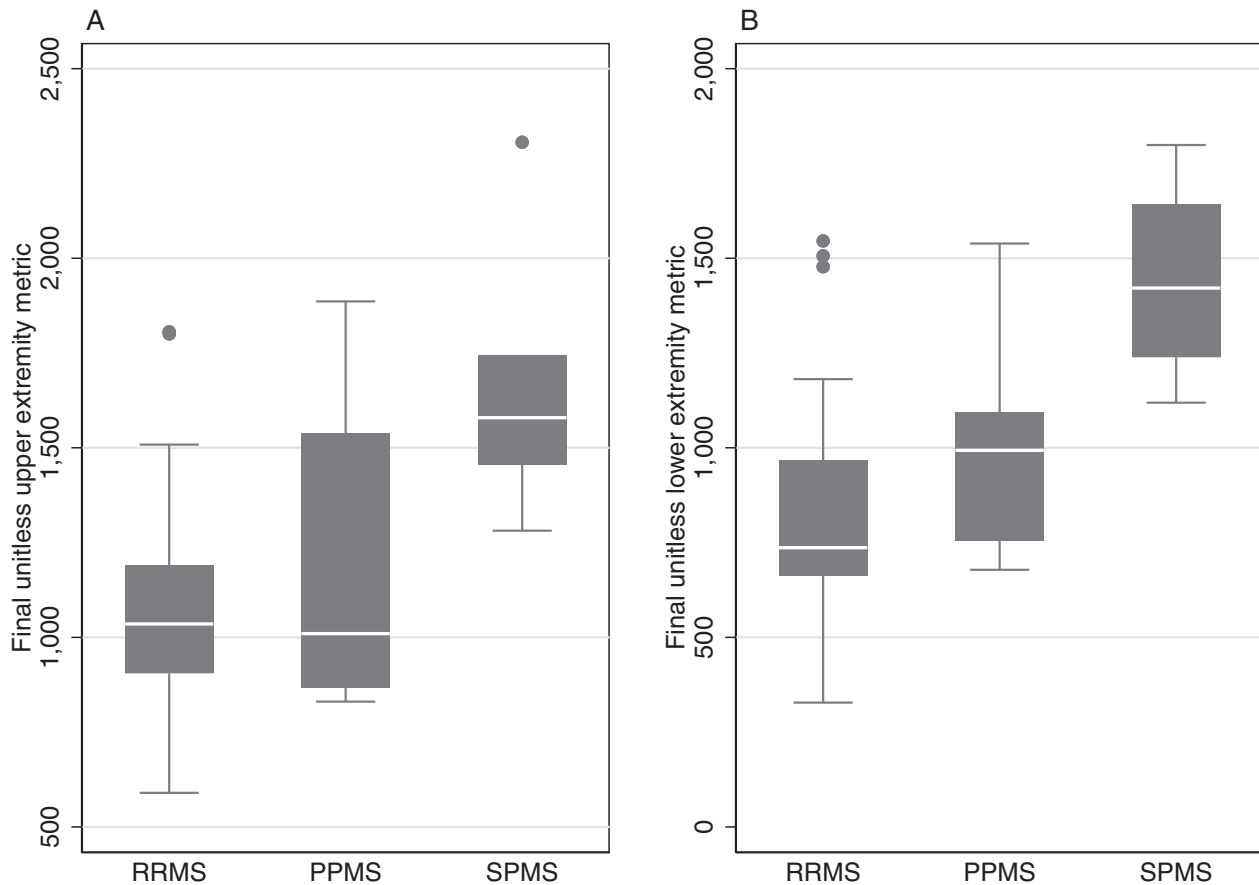 A
Final unitless upper extremity metric
2,500
2,000
1,500
1,000
500
RRMS PPMS SPMS
B
Final unitless lower extremity metric
2,000
1,500
1,000
500
0
RRMS PPMS SPMS